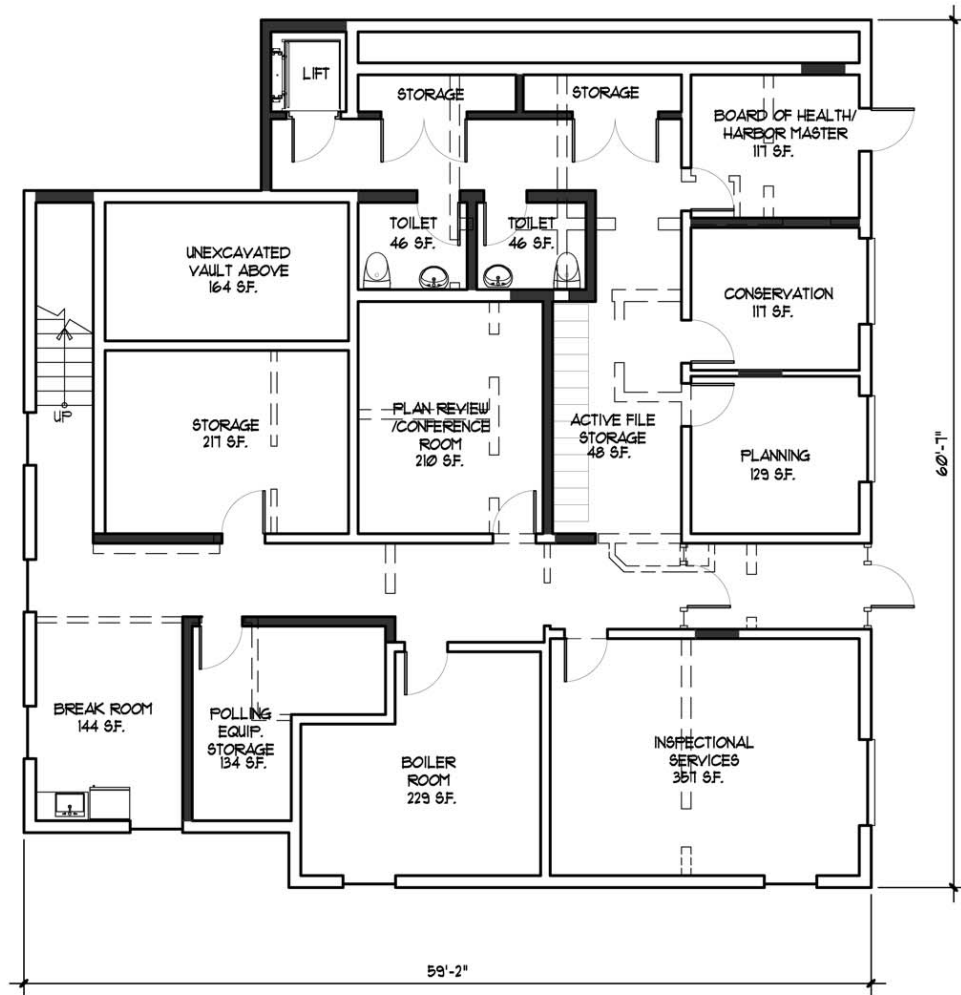 LIFT
STORAGE
STORAGE
BOARD OF HEALTH/
HARBOR MASTER
117 S.F.
TOILET
46 S.F.
TOILET
46 S.F.
UNEXCAVATED
VAULT ABOVE
164 S.F.
CONSERVATION
117 S.F.
UP
STORAGE
217 S.F.
PLAN REVIEW
/CONFERENCE
ROOM
210 S.F.
ACTIVE FILE
STORAGE
48 S.F.
PLANNING
129 S.F.
60'-7"
BREAK ROOM
144 S.F.
POLLING
EQUIP.
STORAGE
134 S.F.
BOILER
ROOM
229 S.F.
INSPECTIONAL
SERVICES
357 S.F.
59'-2"